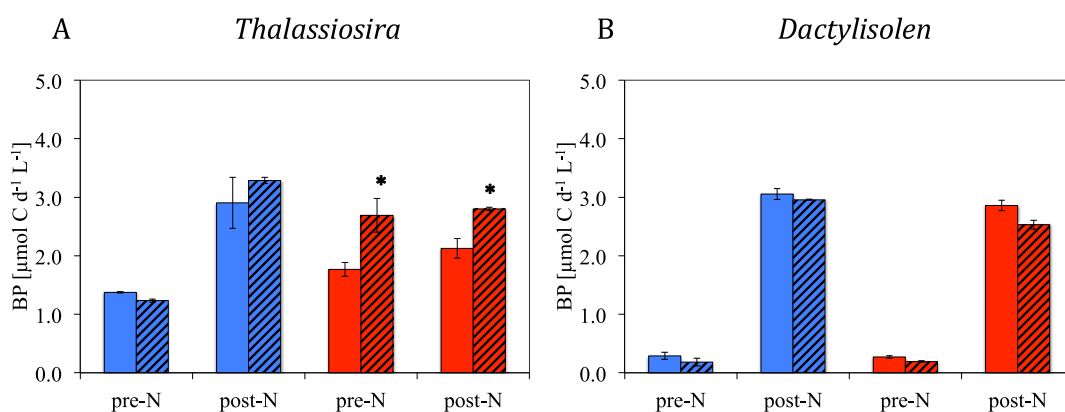 A
Thalassiosira
B
Dactylisolen
5.0
4.0
3.0
2.0
1.0
0.0
BP [µmol C d⁻¹ L⁻¹]
*
*
pre-N
post-N
pre-N
post-N
5.0
4.0
3.0
2.0
1.0
0.0
BP [µmol C d⁻¹ L⁻¹]
pre-N
post-N
pre-N
post-N